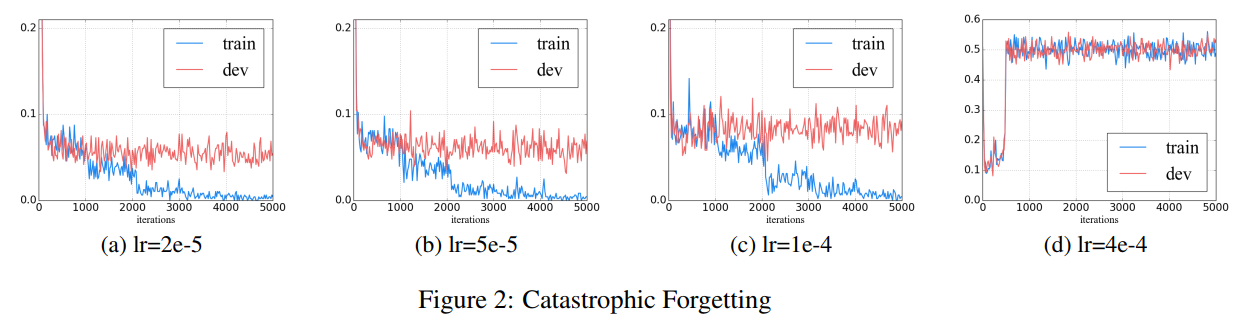 0.2
0.1
0.0
0 1000 2000 3000 4000 5000
iterations
train
dev
(a) lr=2e-5
0.2
0.1
0.0
0 1000 2000 3000 4000 5000
iterations
train
dev
(b) lr=5e-5
0.2
0.1
0.0
0 1000 2000 3000 4000 5000
iterations
train
dev
(c) lr=1e-4
0.6
0.5
0.4
0.3
0.2
0.1
0.0
0 1000 2000 3000 4000 5000
iterations
train
dev
(d) lr=4e-4
Figure 2: Catastrophic Forgetting